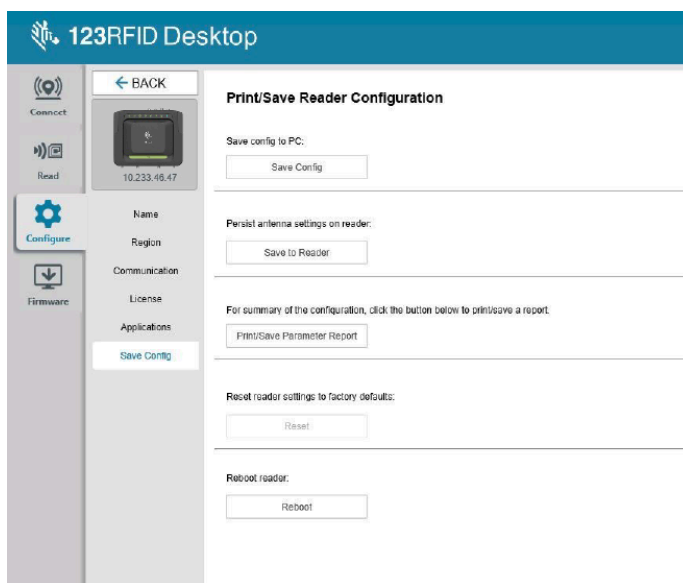 123RFID Desktop
Connect
Read
Configure
Firmware
BACK
10.233.46.47
Name
Region
Communication
License
Applications
Save Config
Print/Save Reader Configuration
Save config to PC:
Save Config
Persist antenna settings on reader:
Save to Reader
For summary of the configuration, click the button below to print/save a report.
Print/Save Parameter Report
Reset reader settings to factory defaults:
Reset
Reboot reader:
Reboot